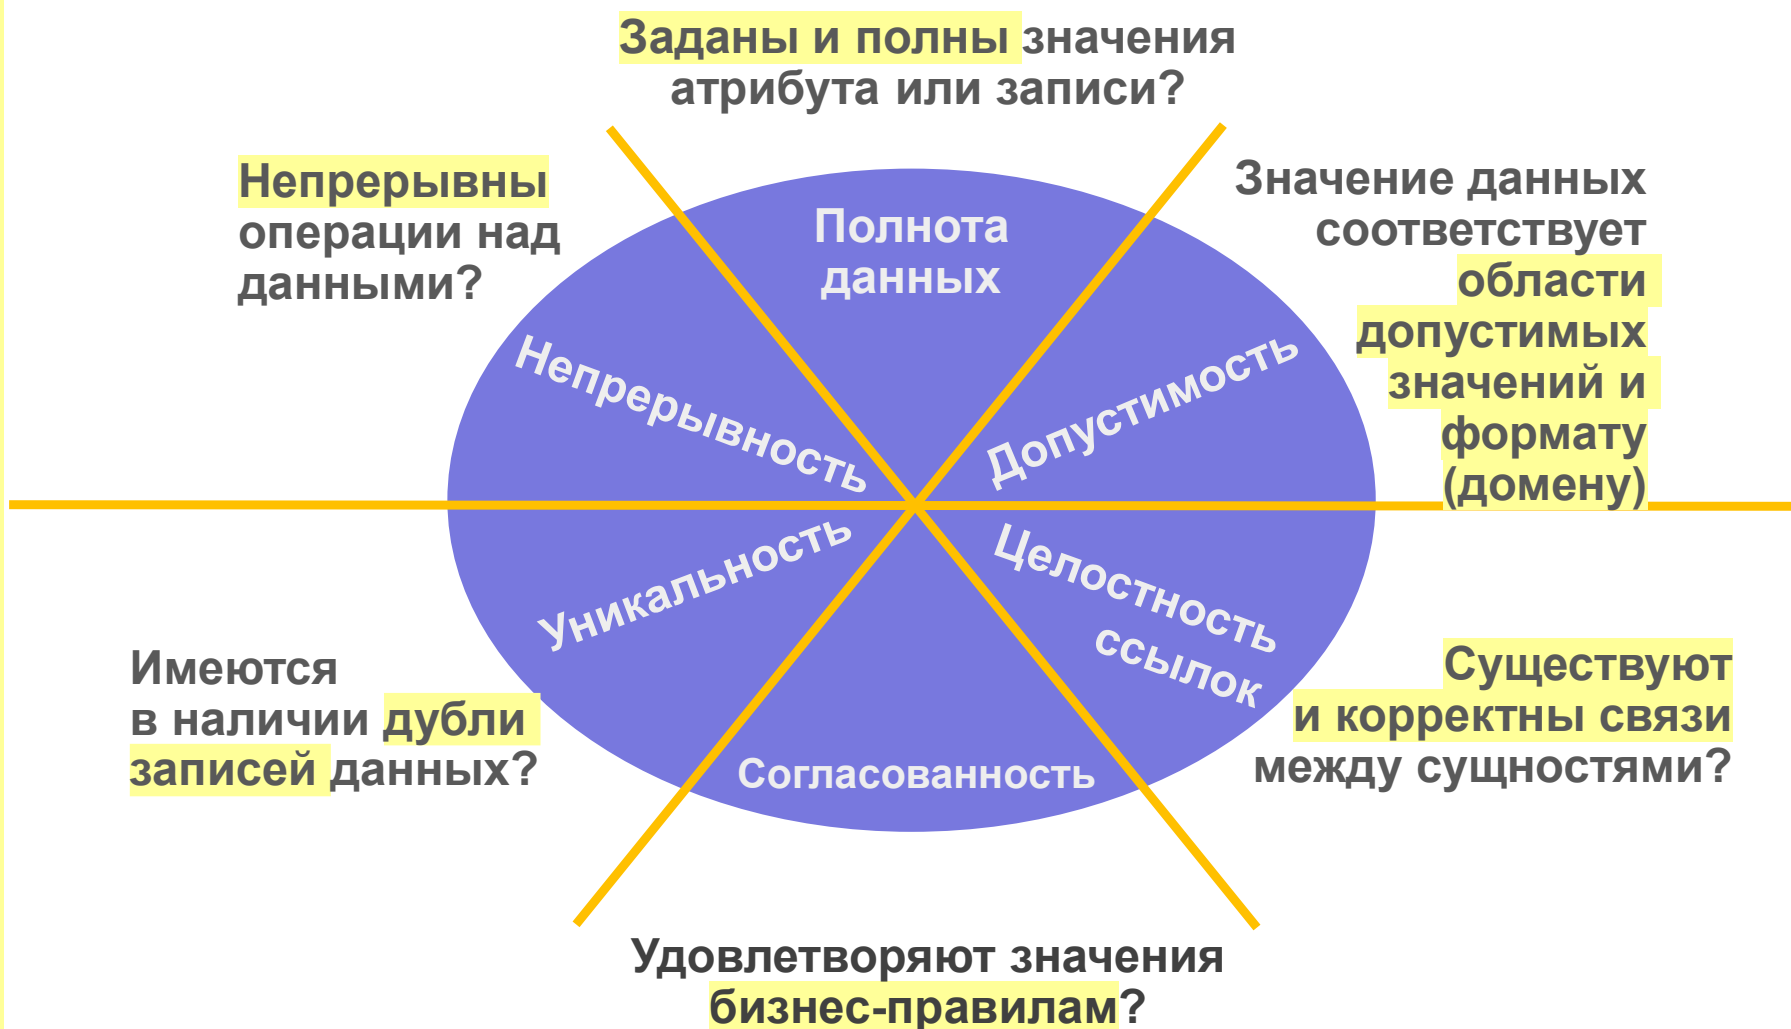 Заданы и полны значения
атрибута или записи?
Непрерывны
операции над
данными?
Значение данных
соответствует
области
допустимых
значений и
формату
(домену)
Полнота
данных
Непрерывность
Допустимость
Уникальность
Целостность
ссылок
Согласованность
Имеются
в наличии дубли
записей данных?
Существуют
и корректны связи
между сущностями?
Удовлетворяют значения
бизнес-правилам?